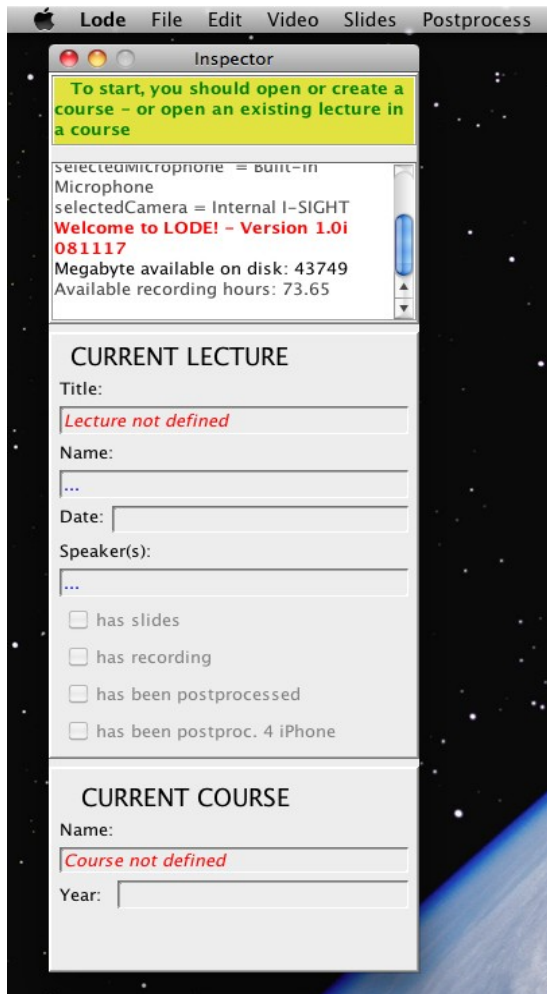 Lode File Edit Video Slides Postprocess
Inspector
To start, you should open or create a
course – or open an existing lecture in
a course
selectedMicrophone = Built-in
Microphone
selectedCamera = Internal I-SIGHT
Welcome to LODE! – Version 1.0i
081117
Megabyte available on disk: 43749
Available recording hours: 73.65
CURRENT LECTURE
Title:
Lecture not defined
Name:
...
Date:
Speaker(s):
...
has slides
has recording
has been postprocessed
has been postproc. 4 iPhone
CURRENT COURSE
Name:
Course not defined
Year: